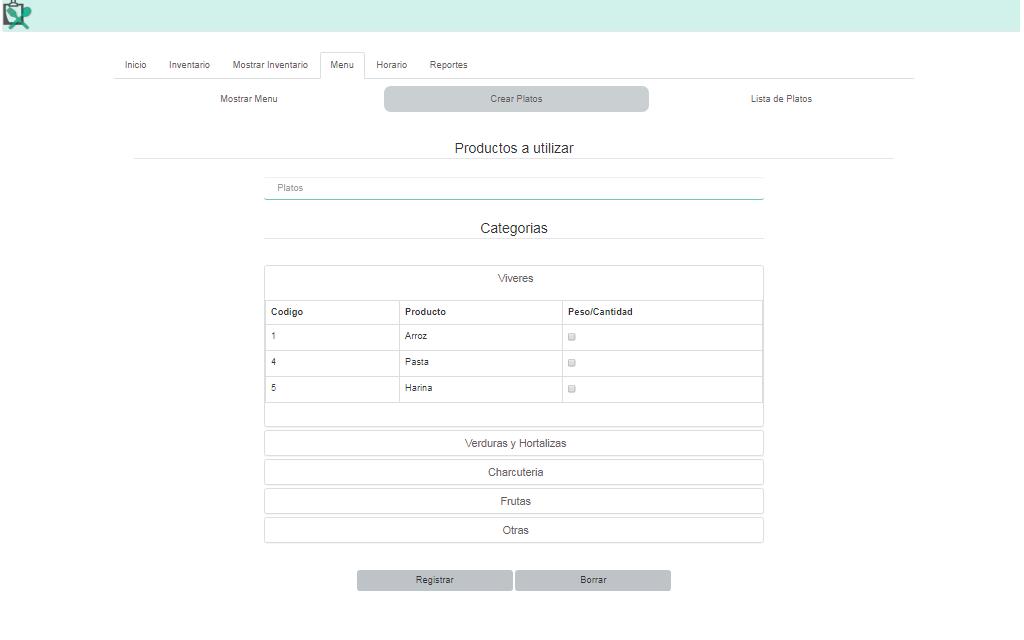 Inicio Inventario Mostrar Inventario Menu Horario Reportes
Mostrar Menu Crear Platos Lista de Platos
Productos a utilizar
Platos
Categorias
Viveres
Codigo Producto Peso/Cantidad
1 Arroz
4 Pasta
5 Harina
Verduras y Hortalizas
Charcuteria
Frutas
Otras
Registrar Borrar